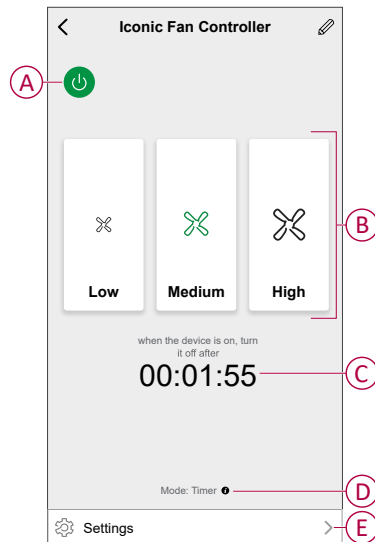 Iconic Fan Controller
A
B
Low Medium High
when the device is on, turn
it off after
00:01:55
C
Mode: Timer
D
Settings
E